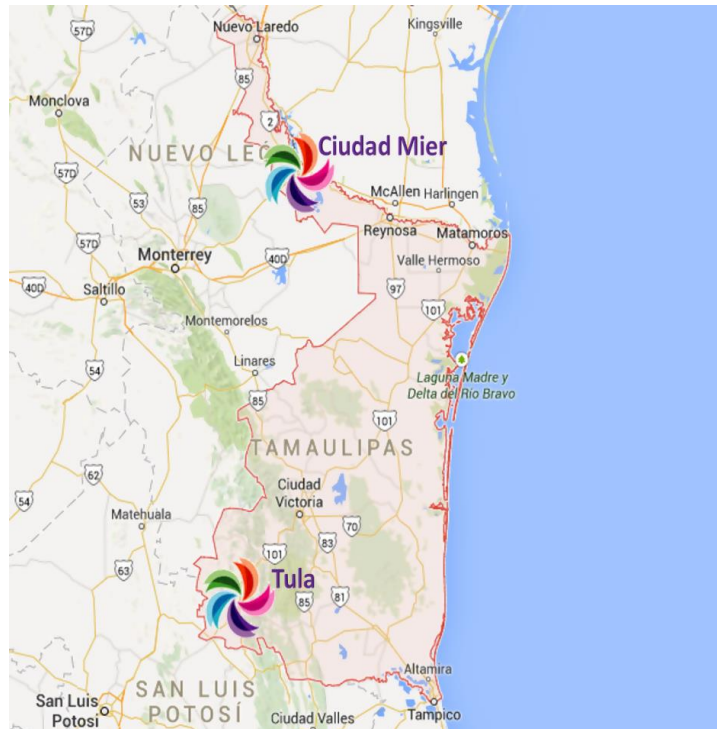 Nuevo Laredo
Kingsville
57D
85
Monclova
57D
2
NUEVO LEÓ
Ciudad Mier
53
85
McAllen
Harlingen
Reynosa
Matamoros
57D
Monterrey
40D
Valle Hermoso
40D
Saltillo
97
101
Montemorelos
54
Linares
Laguna Madre y
Delta del Río Bravo
85
101
TAMAULIPAS
62
54
Ciudad
Victoria
Matehuala
70
83
101
63
Tula
85
81
Altamira
SAN LUIS
POTOSÍ
San Luis
Potosí
Tampico
Ciudad Valles